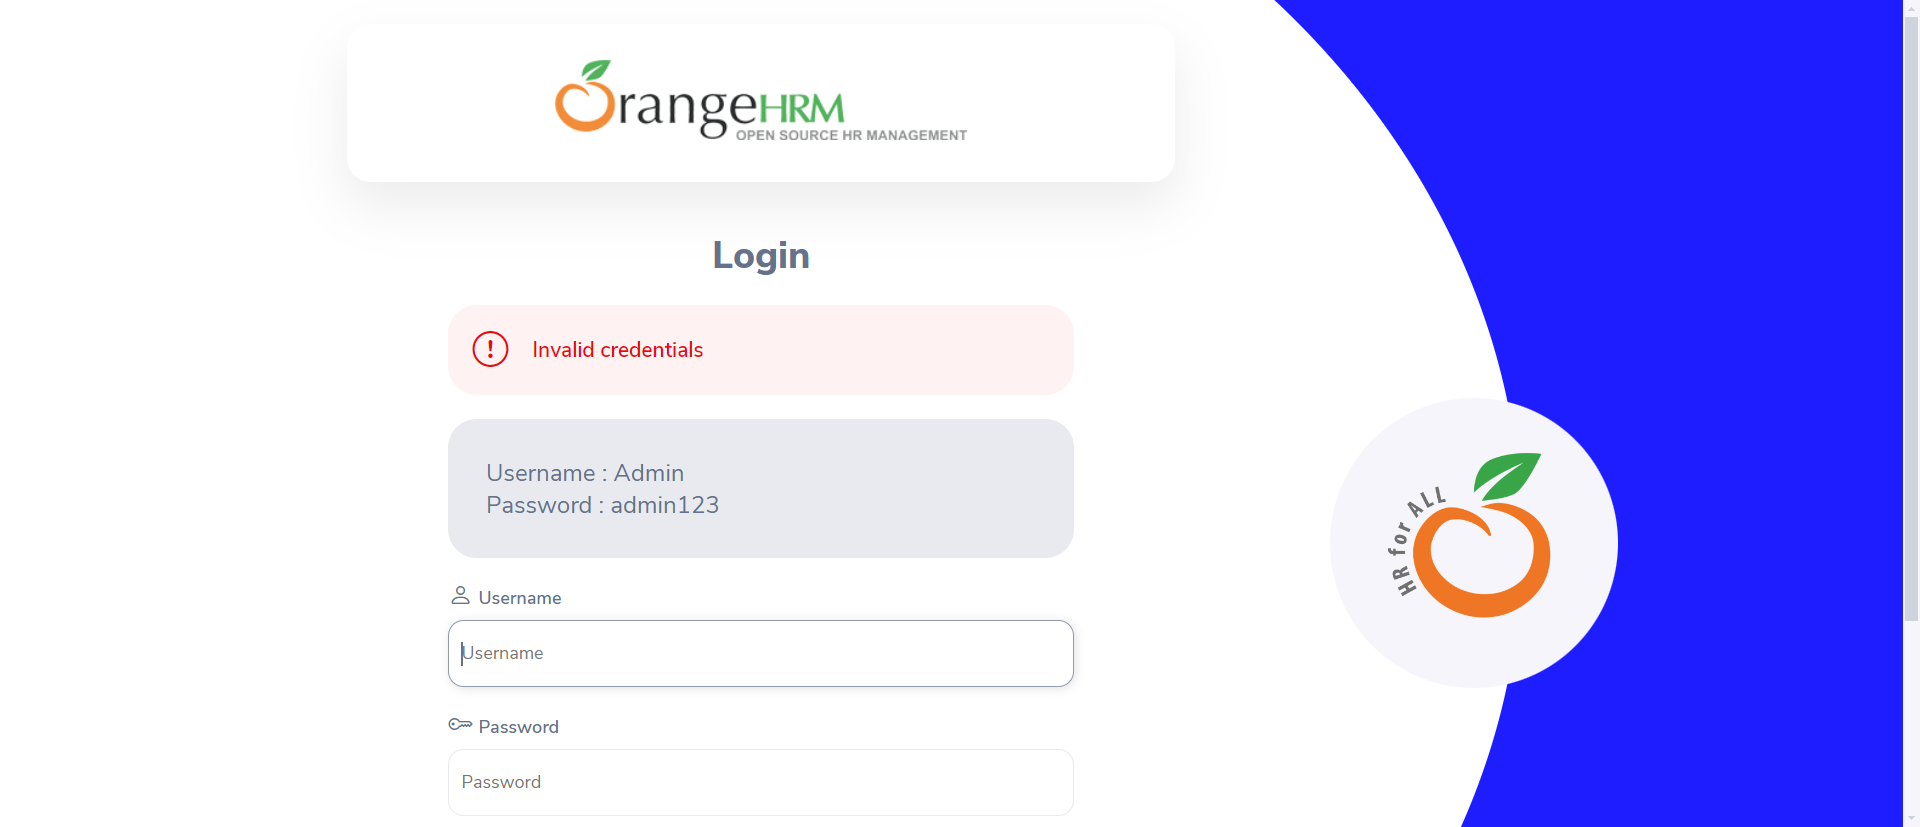 OrangeHRM
OPEN SOURCE HR MANAGEMENT
Login
Invalid credentials
Username : Admin
Password : admin123
Username
Username
Password
Password
HR for ALL